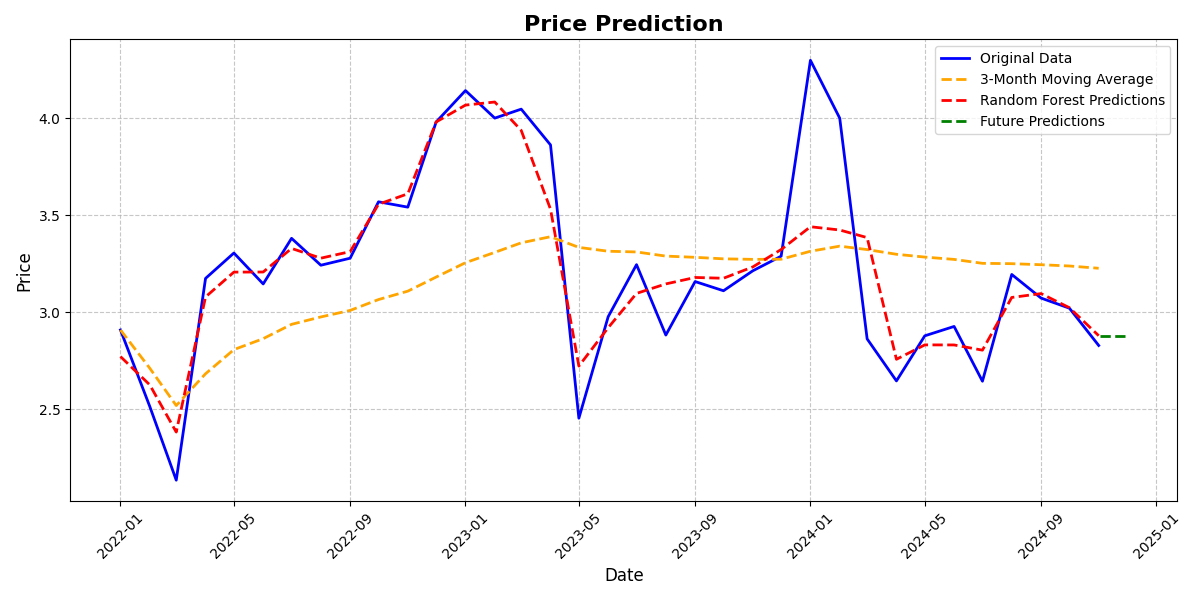 Price Prediction
Original Data
3-Month Moving Average
Random Forest Predictions
Future Predictions
Price
4.0
3.5
3.0
2.5
2022-01
2022-05
2022-09
2023-01
2023-05
2023-09
2024-01
2024-05
2024-09
2025-01
Date